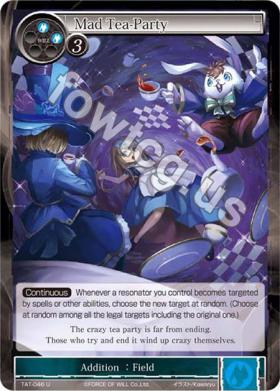 Mad Tea-Party
3
fowtcg.us
Continuous Whenever a resonator you control becomes targeted
by spells or other abilities, choose the new target at random. (Choose
at random among all the legal targets including the original one.)
The crazy tea party is far from ending.
Those who try and end it wind up crazy themselves.
Addition : Field
TAT-046 U
©FORCE OF WILL Co.,Ltd.